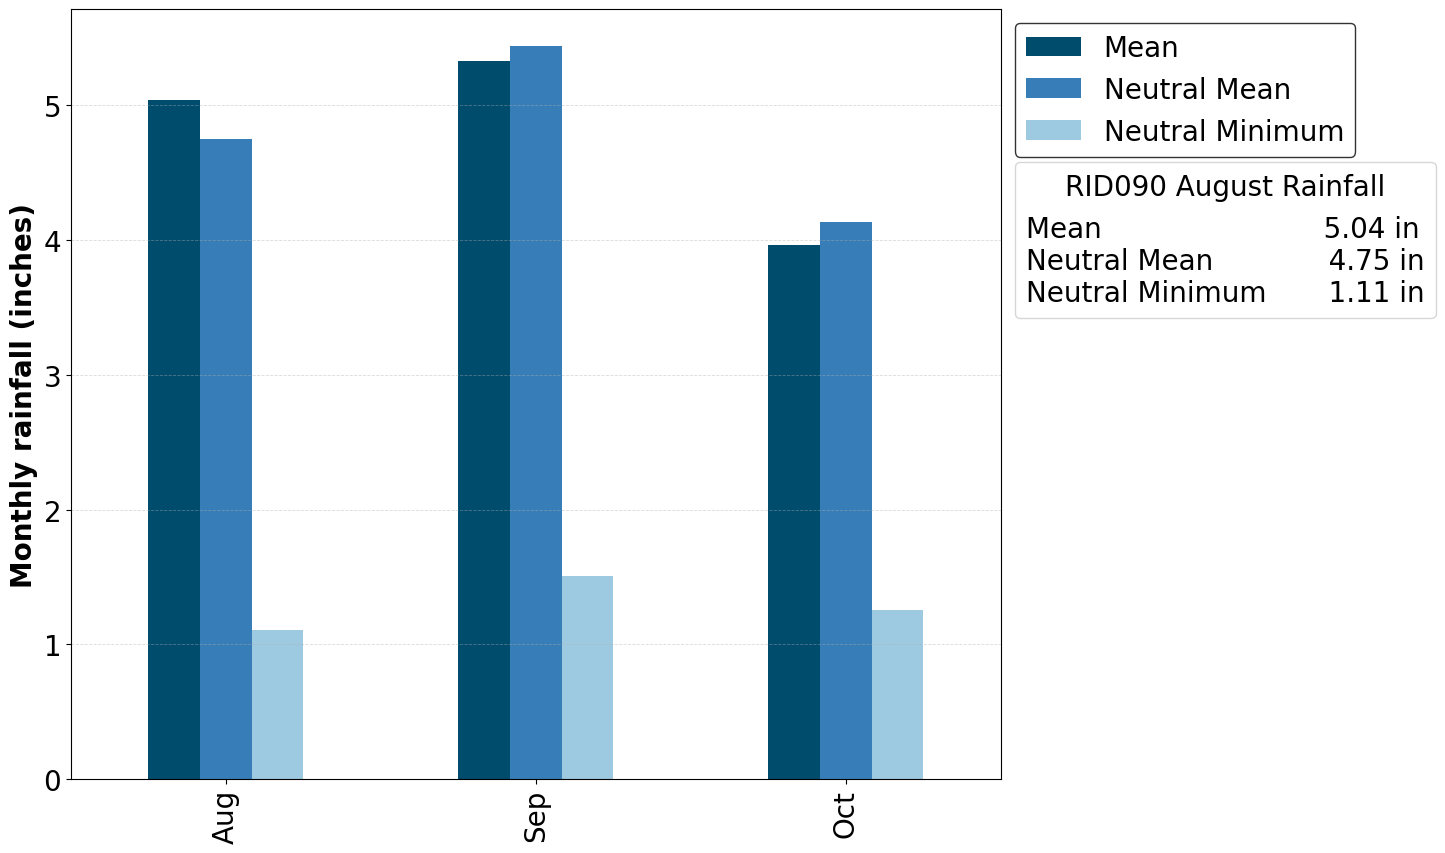 Monthly rainfall (inches)
5
4
3
2
1
0
Aug
Sep
Oct
Mean
Neutral Mean
Neutral Minimum
RID090 August Rainfall
Mean 5.04 in
Neutral Mean 4.75 in
Neutral Minimum 1.11 in